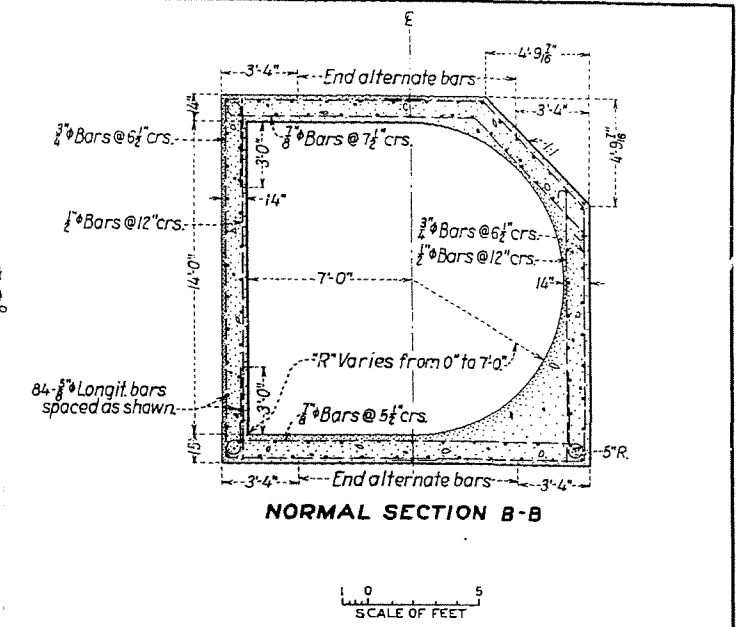 ℄
4'-9 7/16"
3'-4"
End alternate bars
3'-4"
14"
3/4"ϕ Bars @ 6 1/2" crs.
7/8"ϕ Bars @ 7 1/2" crs.
3'-0"
1:1
4'-9 7/16"
14"
1/2"ϕ Bars @ 12" crs.
3/4"ϕ Bars @ 6 1/2" crs.
1/2"ϕ Bars @ 12" crs.
14'-0"
7'-0"
14"
"R" Varies from 0" to 7'-0"
84-5/8"ϕ Longit. bars
spaced as shown
3'-0"
7/8"ϕ Bars @ 5 1/2" crs.
15"
5"R.
3'-4"
End alternate bars
3'-4"
NORMAL SECTION B-B
1 0 5
SCALE OF FEET